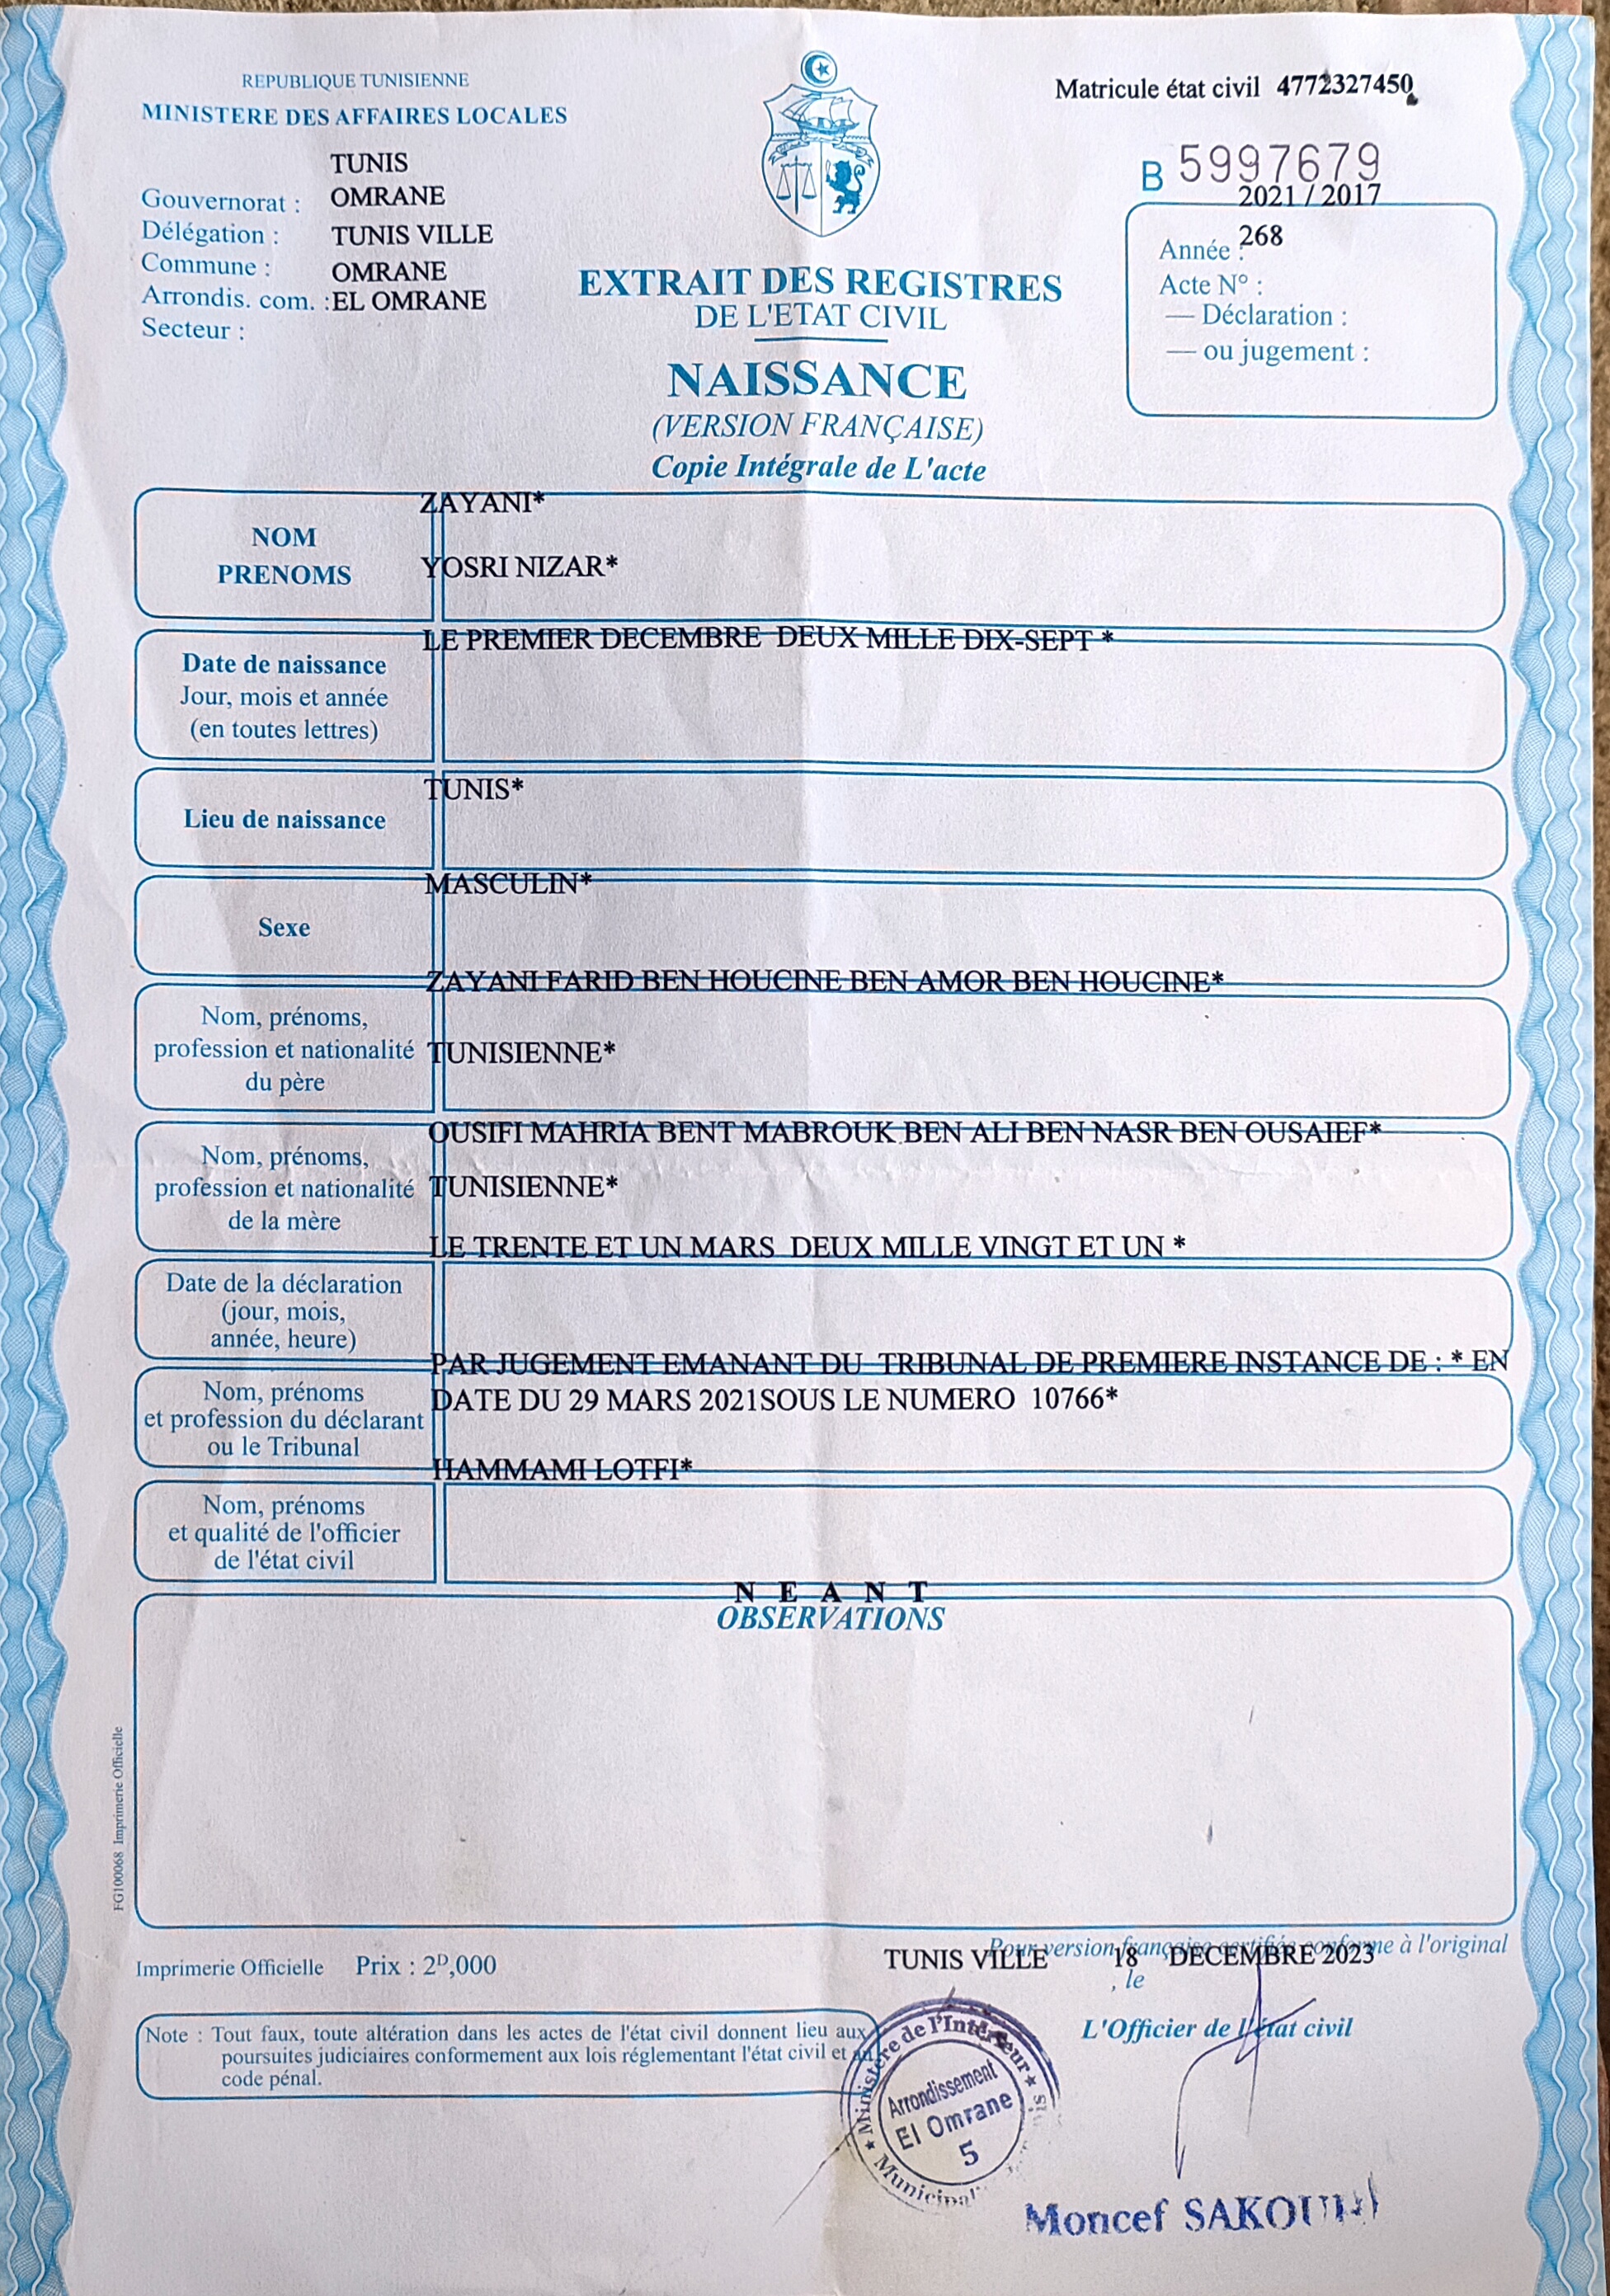 REPUBLIQUE TUNISIENNE
MINISTERE DES AFFAIRES LOCALES
TUNIS
Gouvernorat : OMRANE
Délégation : TUNIS VILLE
Commune : OMRANE
Arrondis. com. : EL OMRANE
Secteur :
Matricule état civil 4772327450
B 5997679
2021 / 2017
Année : 268
Acte N° :
— Déclaration :
— ou jugement :
EXTRAIT DES REGISTRES
DE L'ETAT CIVIL
NAISSANCE
(VERSION FRANÇAISE)
Copie Intégrale de L'acte
ZAYANI*
NOM
PRENOMS
YOSRI NIZAR*
LE PREMIER DECEMBRE DEUX MILLE DIX-SEPT *
Date de naissance
Jour, mois et année
(en toutes lettres)
TUNIS*
Lieu de naissance
MASCULIN*
Sexe
ZAYANI FARID BEN HOUCINE BEN AMOR BEN HOUCINE*
Nom, prénoms,
profession et nationalité
du père
TUNISIENNE*
OUSIFI MAHRIA BENT MABROUK BEN ALI BEN NASR BEN OUSAIEF*
Nom, prénoms,
profession et nationalité
de la mère
TUNISIENNE*
LE TRENTE ET UN MARS DEUX MILLE VINGT ET UN *
Date de la déclaration
(jour, mois,
année, heure)
PAR JUGEMENT EMANANT DU TRIBUNAL DE PREMIERE INSTANCE DE : * EN
DATE DU 29 MARS 2021SOUS LE NUMERO 10766*
Nom, prénoms
et profession du déclarant
ou le Tribunal
HAMMAMI LOTFI*
Nom, prénoms
et qualité de l'officier
de l'état civil
N E A N T
OBSERVATIONS
FG100068 Imprimerie Officielle
Imprimerie Officielle Prix : 2D,000
Pour version française certifiée conforme à l'original
TUNIS VILLE , le 18 DECEMBRE 2023
L'Officier de l'état civil
Note : Tout faux, toute altération dans les actes de l'état civil donnent lieu aux
poursuites judiciaires conformement aux lois réglementant l'état civil et au
code pénal.
Ministère de l'Intérieur
Arrondissement
El Omrane
5
Moncef